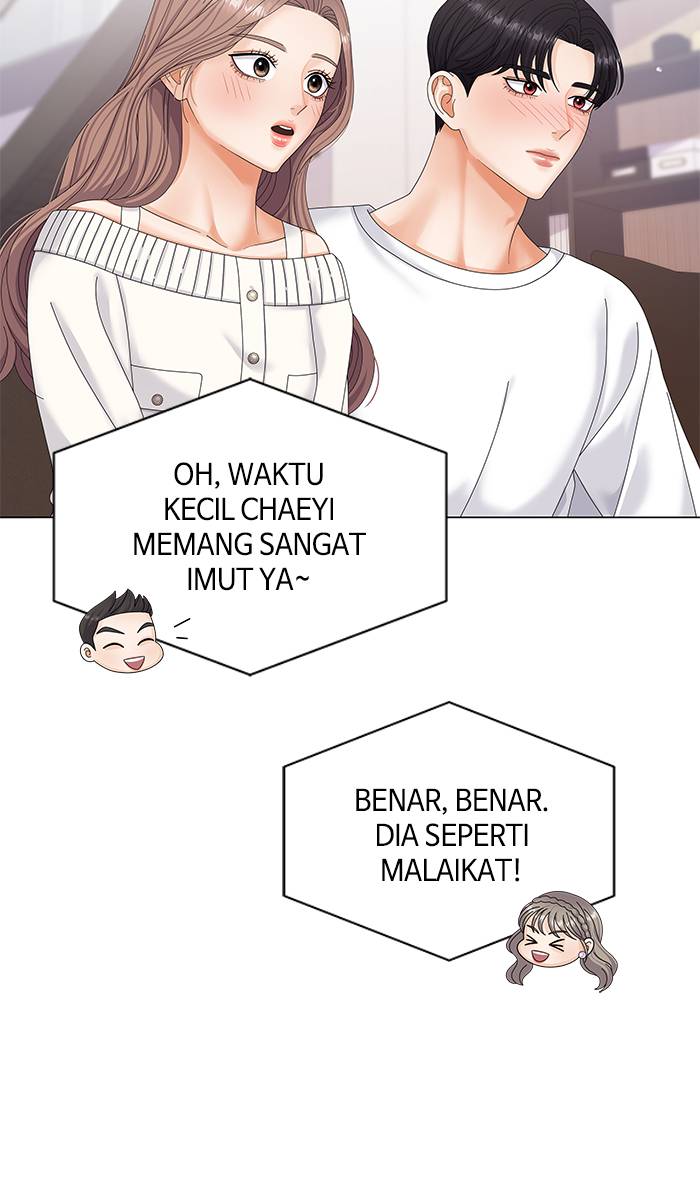 OH, WAKTU
KECIL CHAEYI
MEMANG SANGAT
IMUT YA~
BENAR, BENAR.
DIA SEPERTI
MALAIKAT!